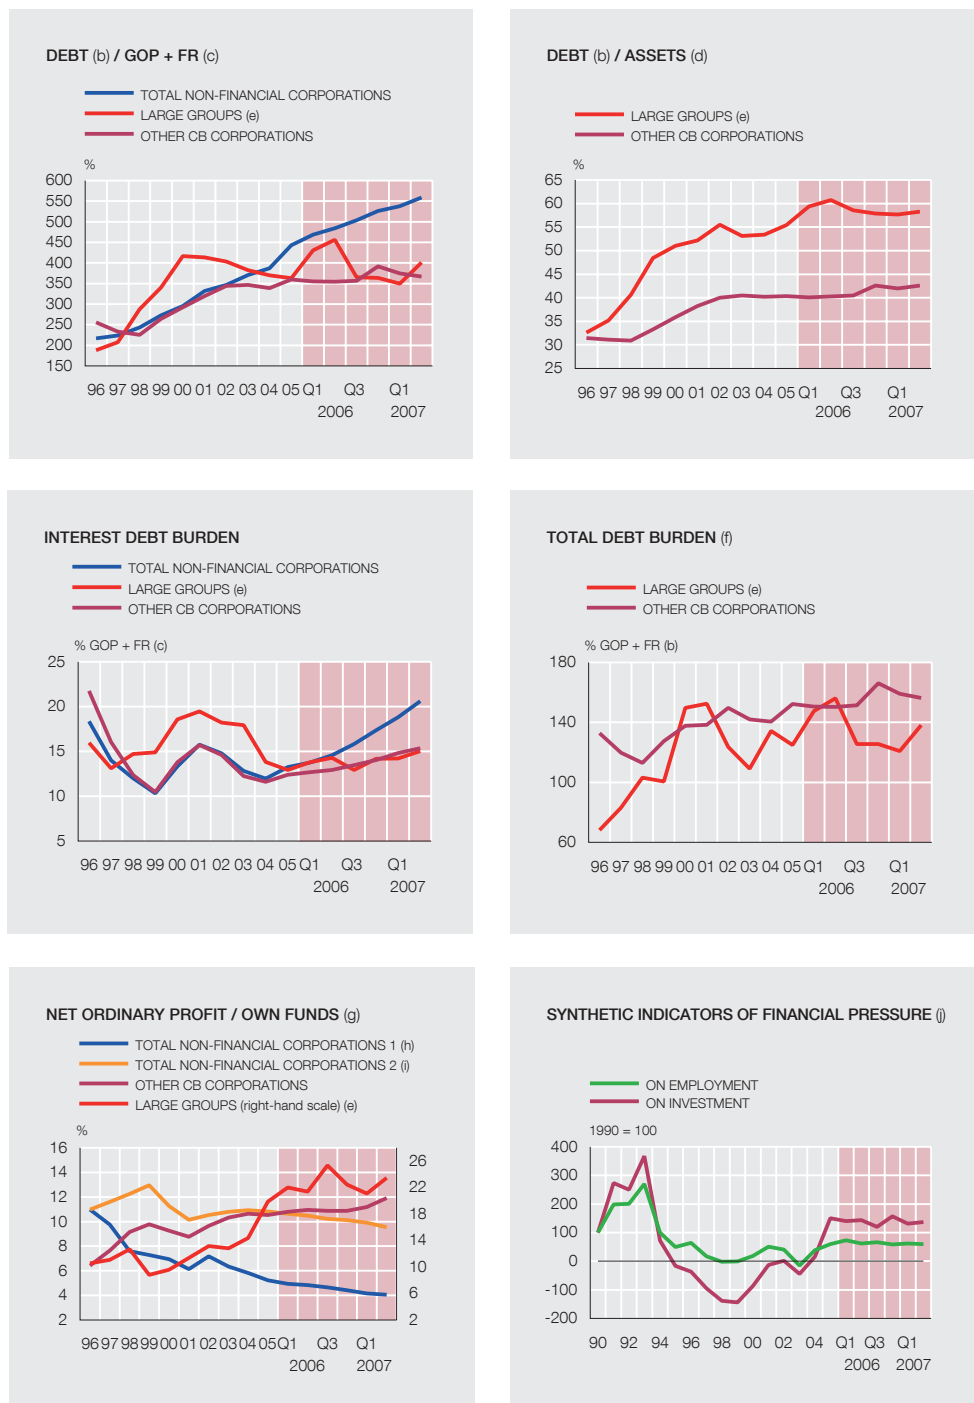 DEBT (b) / GOP + FR (c)
TOTAL NON-FINANCIAL CORPORATIONS
LARGE GROUPS (e)
OTHER CB CORPORATIONS
%
600
550
500
450
400
350
300
250
200
150
96 97 98 99 00 01 02 03 04 05 Q1 Q3 Q1
2006 2007
DEBT (b) / ASSETS (d)
LARGE GROUPS (e)
OTHER CB CORPORATIONS
%
65
60
55
50
45
40
35
30
25
96 97 98 99 00 01 02 03 04 05 Q1 Q3 Q1
2006 2007
INTEREST DEBT BURDEN
TOTAL NON-FINANCIAL CORPORATIONS
LARGE GROUPS (e)
OTHER CB CORPORATIONS
% GOP + FR (c)
25
20
15
10
5
96 97 98 99 00 01 02 03 04 05 Q1 Q3 Q1
2006 2007
TOTAL DEBT BURDEN (f)
LARGE GROUPS (e)
OTHER CB CORPORATIONS
% GOP + FR (b)
180
140
100
60
96 97 98 99 00 01 02 03 04 05 Q1 Q3 Q1
2006 2007
NET ORDINARY PROFIT / OWN FUNDS (g)
TOTAL NON-FINANCIAL CORPORATIONS 1 (h)
TOTAL NON-FINANCIAL CORPORATIONS 2 (i)
OTHER CB CORPORATIONS
LARGE GROUPS (right-hand scale) (e)
%
16
14
12
10
8
6
4
2
26
22
18
14
10
6
2
96 97 98 99 00 01 02 03 04 05 Q1 Q3 Q1
2006 2007
SYNTHETIC INDICATORS OF FINANCIAL PRESSURE (j)
ON EMPLOYMENT
ON INVESTMENT
1990 = 100
400
300
200
100
0
-100
-200
90 92 94 96 98 00 02 04 Q1 Q3 Q1
2006 2007